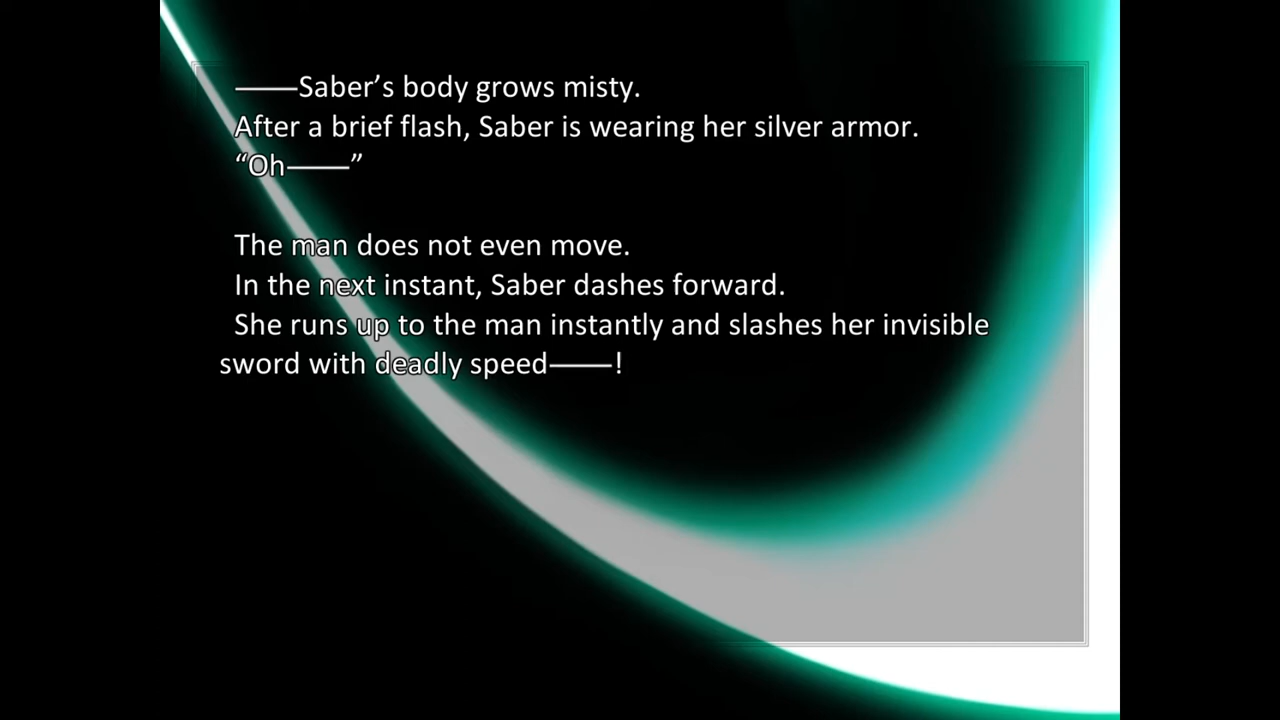 ———Saber’s body grows misty.
After a brief flash, Saber is wearing her silver armor.
“Oh———”
The man does not even move.
In the next instant, Saber dashes forward.
She runs up to the man instantly and slashes her invisible
sword with deadly speed———!